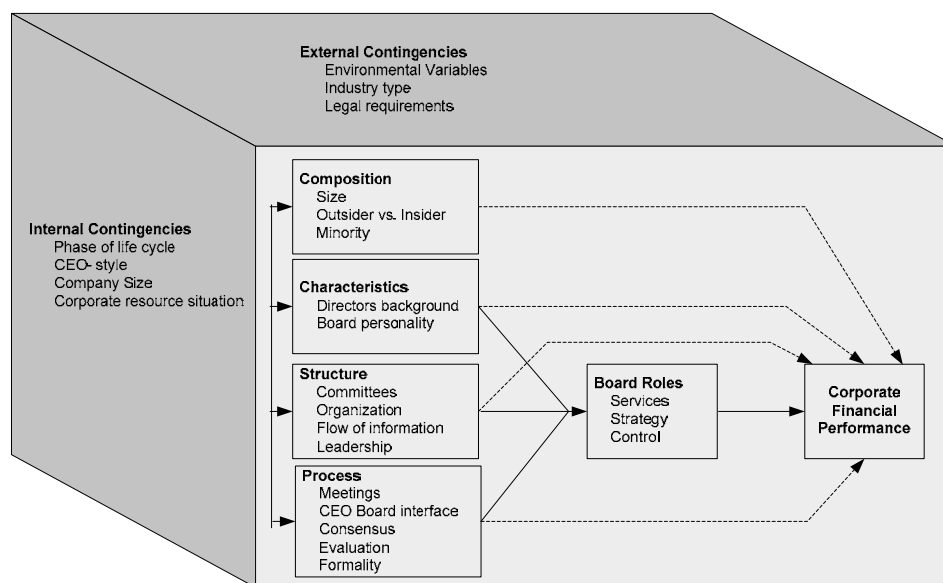 External Contingencies
Environmental Variables
Industry type
Legal requirements
Internal Contingencies
Phase of life cycle
CEO- style
Company Size
Corporate resource situation
Composition
Size
Outsider vs. Insider
Minority
Characteristics
Directors background
Board personality
Structure
Committees
Organization
Flow of information
Leadership
Process
Meetings
CEO Board interface
Consensus
Evaluation
Formality
Board Roles
Services
Strategy
Control
Corporate
Financial
Performance